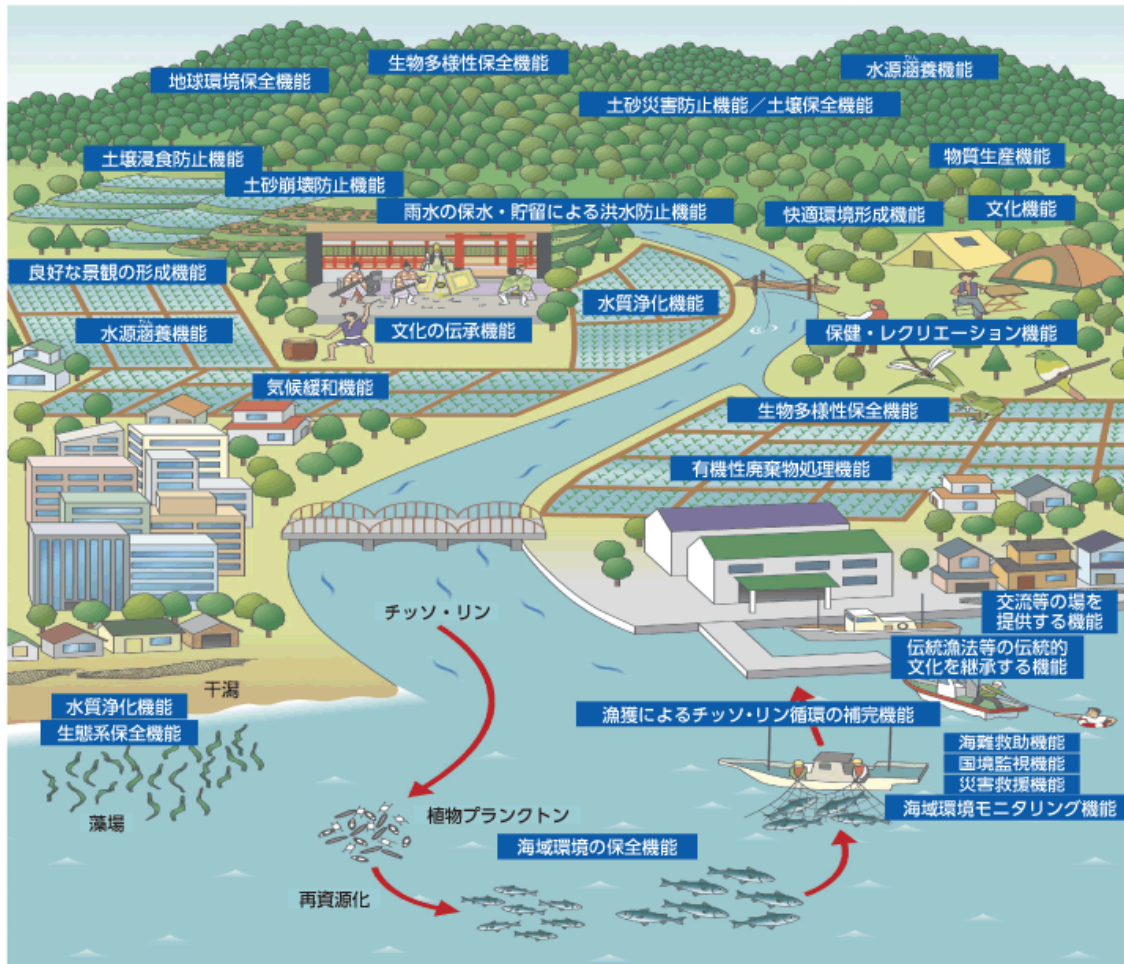 生物多様性保全機能
水源涵養機能
地球環境保全機能
土砂災害防止機能／土壌保全機能
土壌浸食防止機能
物質生産機能
土砂崩壊防止機能
雨水の保水・貯留による洪水防止機能
快適環境形成機能
文化機能
良好な景観の形成機能
水質浄化機能
水源涵養機能
文化の伝承機能
保健・レクリエーション機能
気候緩和機能
生物多様性保全機能
有機性廃棄物処理機能
チッソ・リン
交流等の場を
提供する機能
伝統漁法等の伝統的
文化を継承する機能
干潟
水質浄化機能
生態系保全機能
漁獲によるチッソ・リン循環の補完機能
海難救助機能
国境監視機能
災害救援機能
海域環境モニタリング機能
藻場
植物プランクトン
海域環境の保全機能
再資源化